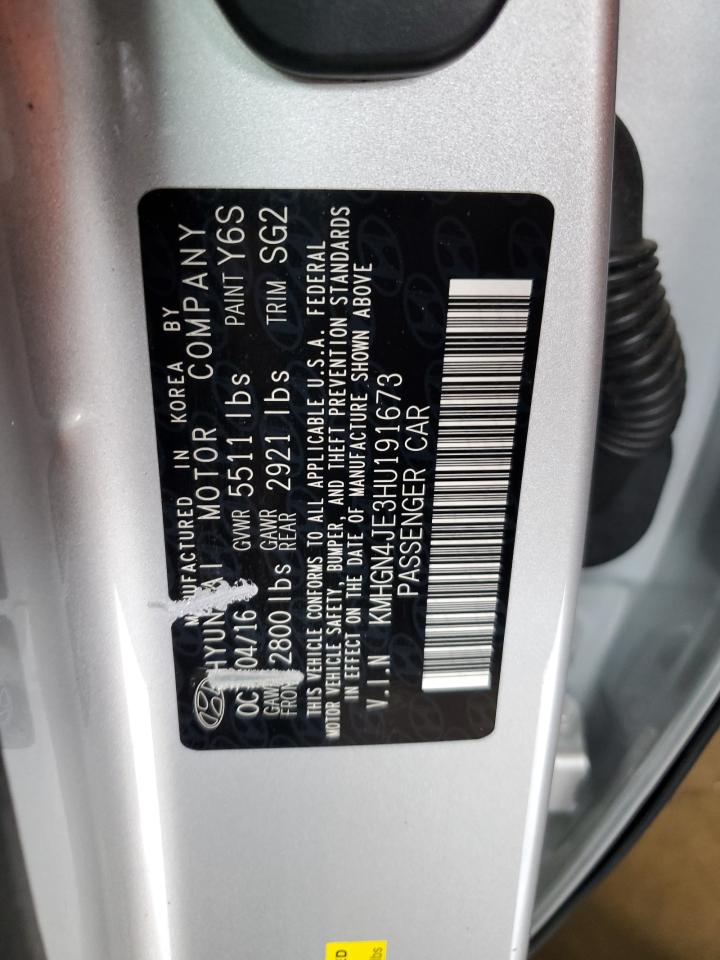 MANUFACTURED IN KOREA BY
HYUNDAI MOTOR COMPANY
OCT/04/16 GVWR 5511 lbs PAINT Y6S
GAWR FRONT 2800 lbs GAWR REAR 2921 lbs TRIM SG2
THIS VEHICLE CONFORMS TO ALL APPLICABLE U.S.A. FEDERAL
MOTOR VEHICLE SAFETY, BUMPER, AND THEFT PREVENTION STANDARDS
IN EFFECT ON THE DATE OF MANUFACTURE SHOWN ABOVE
V.I.N KMHGN4JE3HU191673
PASSENGER CAR